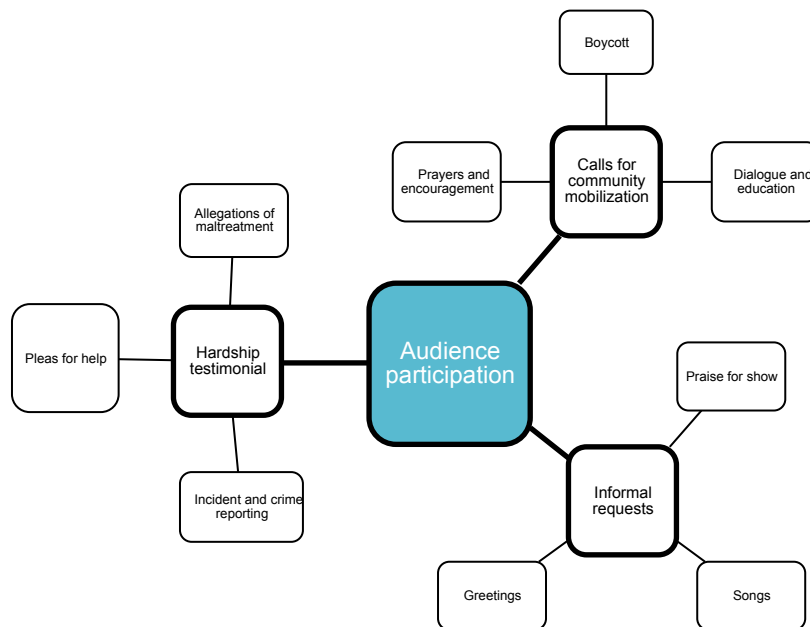 Boycott
Prayers and
encouragement
Calls for
community
mobilization
Dialogue and
education
Allegations of
maltreatment
Pleas for help
Hardship
testimonial
Audience
participation
Praise for show
Incident and crime
reporting
Informal
requests
Greetings
Songs